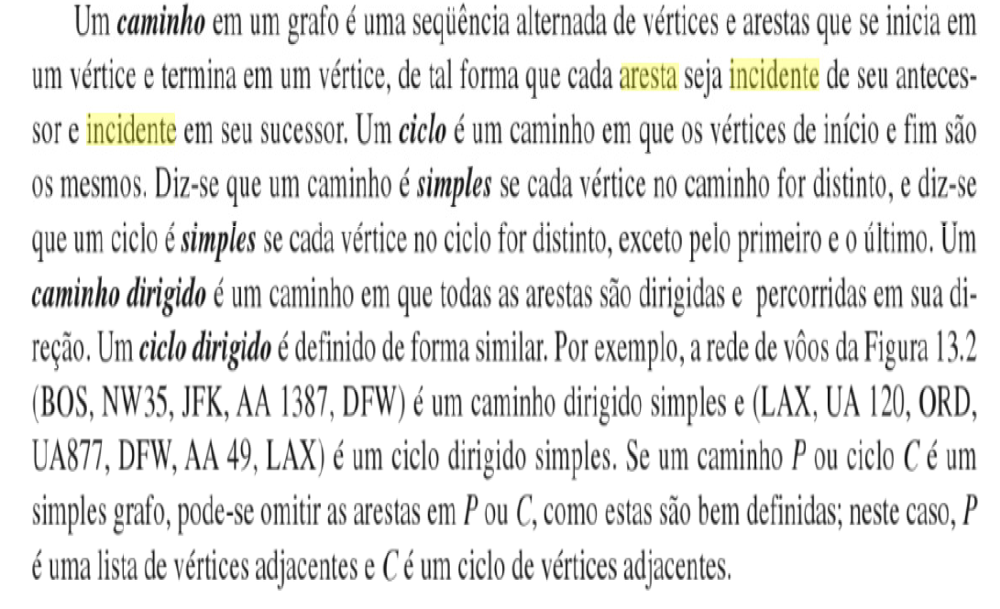 Um caminho em um grafo é uma seqüência alternada de vértices e arestas que se inicia em
um vértice e termina em um vértice, de tal forma que cada aresta seja incidente de seu anteces-
sor e incidente em seu sucessor. Um ciclo é um caminho em que os vértices de início e fim são
os mesmos. Diz-se que um caminho é simples se cada vértice no caminho for distinto, e diz-se
que um ciclo é simples se cada vértice no ciclo for distinto, exceto pelo primeiro e o último. Um
caminho dirigido é um caminho em que todas as arestas são dirigidas e percorridas em sua di-
reção. Um ciclo dirigido é definido de forma similar. Por exemplo, a rede de vôos da Figura 13.2
(BOS, NW35, JFK, AA 1387, DFW) é um caminho dirigido simples e (LAX, UA 120, ORD,
UA877, DFW, AA 49, LAX) é um ciclo dirigido simples. Se um caminho P ou ciclo C é um
simples grafo, pode-se omitir as arestas em P ou C, como estas são bem definidas; neste caso, P
é uma lista de vértices adjacentes e C é um ciclo de vértices adjacentes.